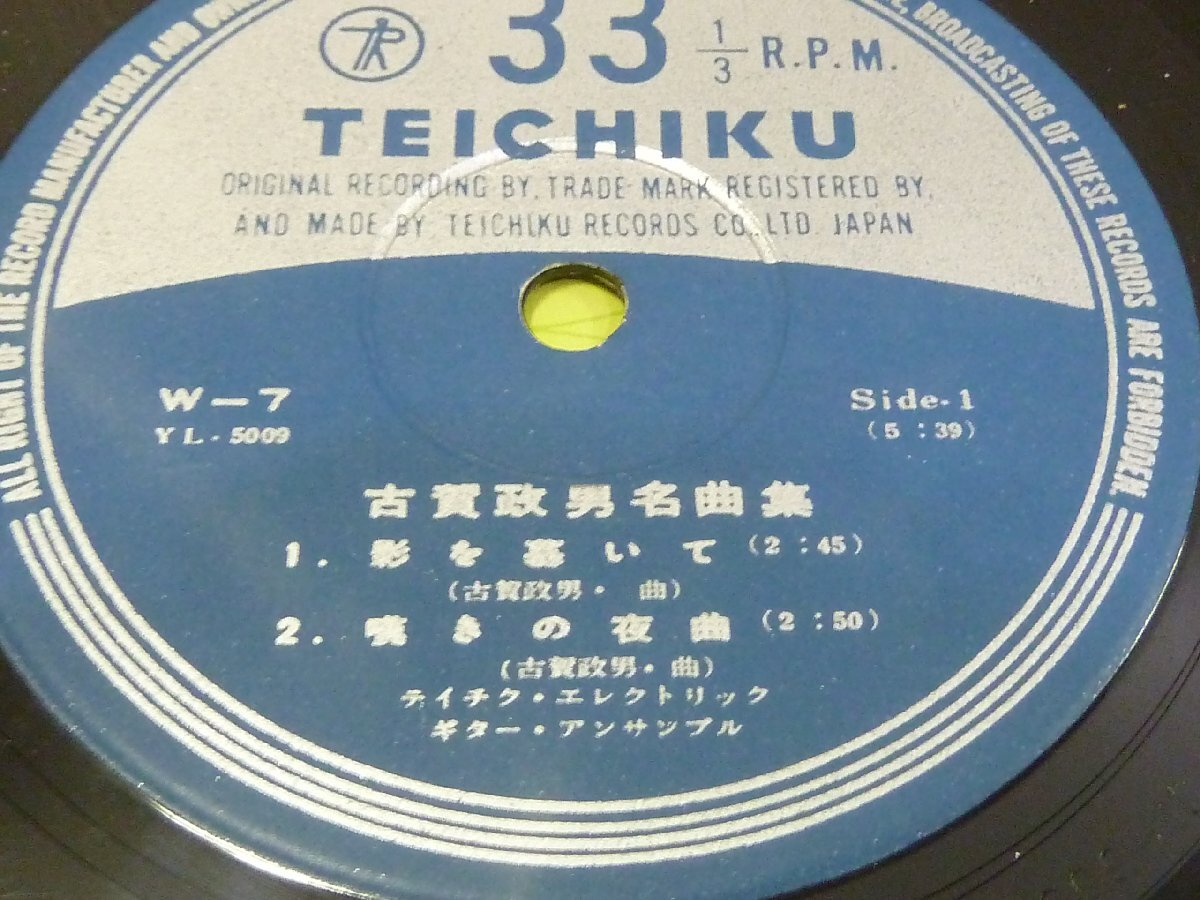 33 1/3 R.P.M.
TEICHIKU
ORIGINAL RECORDING BY, TRADE MARK REGISTERED BY,
AND MADE BY TEICHIKU RECORDS CO., LTD. JAPAN
ALL RIGHT OF THE RECORD MANUFACTURER AND
BROADCASTING OF THESE RECORDS ARE FORBIDDEN.
W-7
YL-5009
Side-1
(5:39)
古賀政男名曲集
1. 影を慕いて (2:45)
(古賀政男・曲)
2. 嘆きの夜曲 (2:50)
(古賀政男・曲)
テイチク・エレクトリック
ギター・アンサンブル